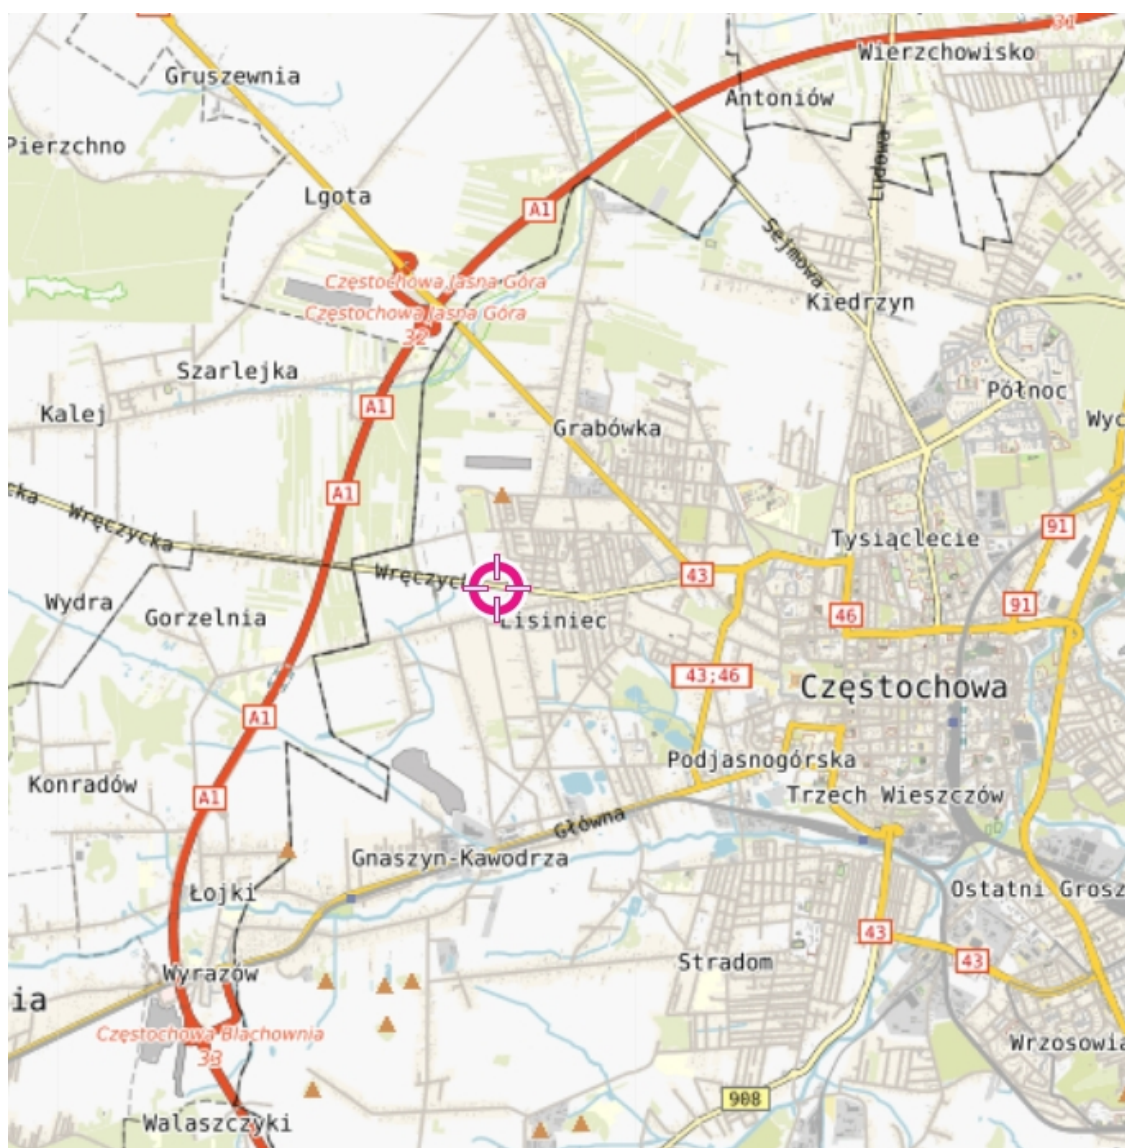 31
Wierzchowisko
Gruszewnia
Antoniów
Pierzchno
Ludowa
Lgota
A1
Sejmowa
Częstochowa Jasna Góra
Kiedrzyn
Częstochowa Jasna Góra
32
Szarlejka
Północ
A1
Kalej
Wyc
Grabówka
A1
cka
Wręczycka
91
Tysiąclecie
Wręczyc
43
Wydra
91
Gorzelnia
46
Lisiniec
43;46
Częstochowa
A1
Podjasnogórska
Konradów
A1
Trzech Wieszczów
Główna
Gnaszyn-Kawodrza
Łojki
Ostatni Grosz
43
Stradom
43
Wyrazów
ia
Częstochowa Blachownia
33
Wrzosowia
908
Walaszczyki